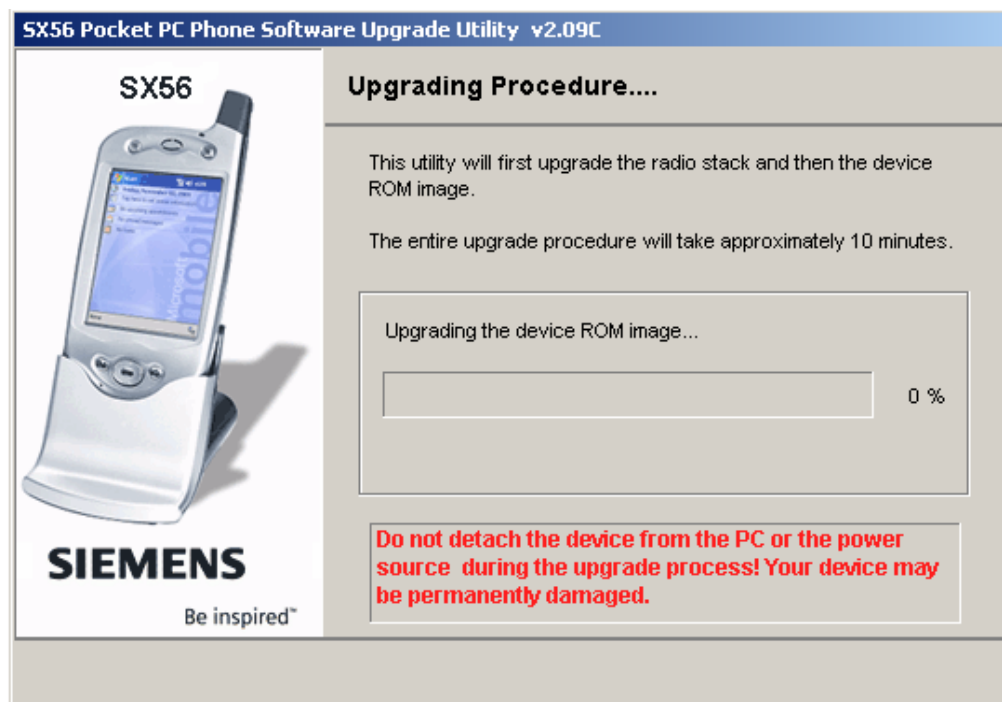 SX56 Pocket PC Phone Software Upgrade Utility v2.09C
SX56
Upgrading Procedure....
This utility will first upgrade the radio stack and then the device
ROM image.
The entire upgrade procedure will take approximately 10 minutes.
Upgrading the device ROM image...
0 %
Do not detach the device from the PC or the power
source during the upgrade process! Your device may
be permanently damaged.
Microsoft
mobile
SIEMENS
Be inspired™